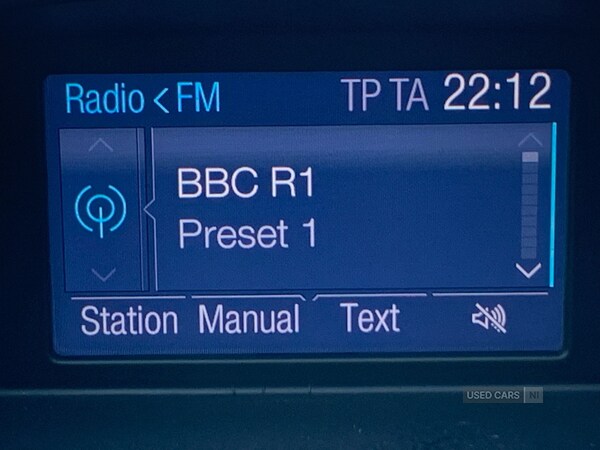 Radio < FM TP TA 22:12
BBC R1
Preset 1
Station Manual Text
USED CARS NI